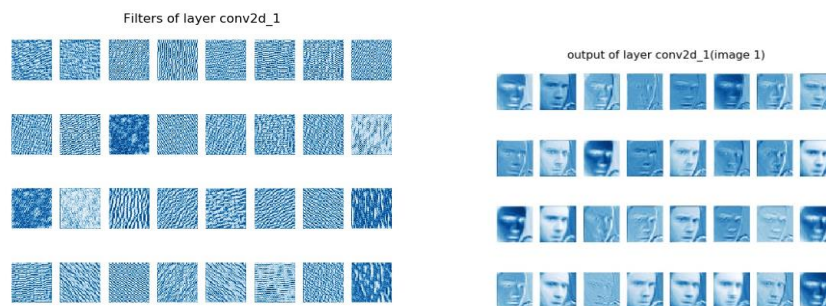 Filters of layer conv2d_1
output of layer conv2d_1(image 1)